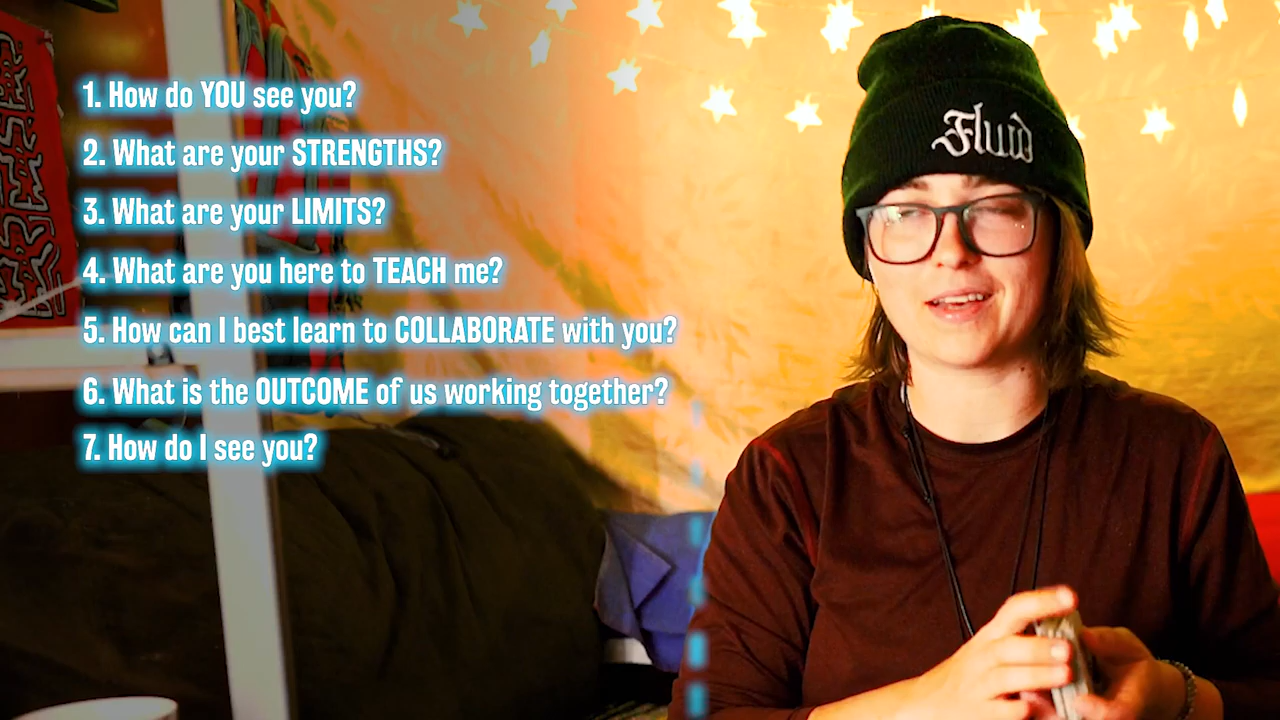 1. How do YOU see you?
2. What are your STRENGTHS?
3. What are your LIMITS?
4. What are you here to TEACH me?
5. How can I best learn to COLLABORATE with you?
6. What is the OUTCOME of us working together?
7. How do I see you?
Fluid